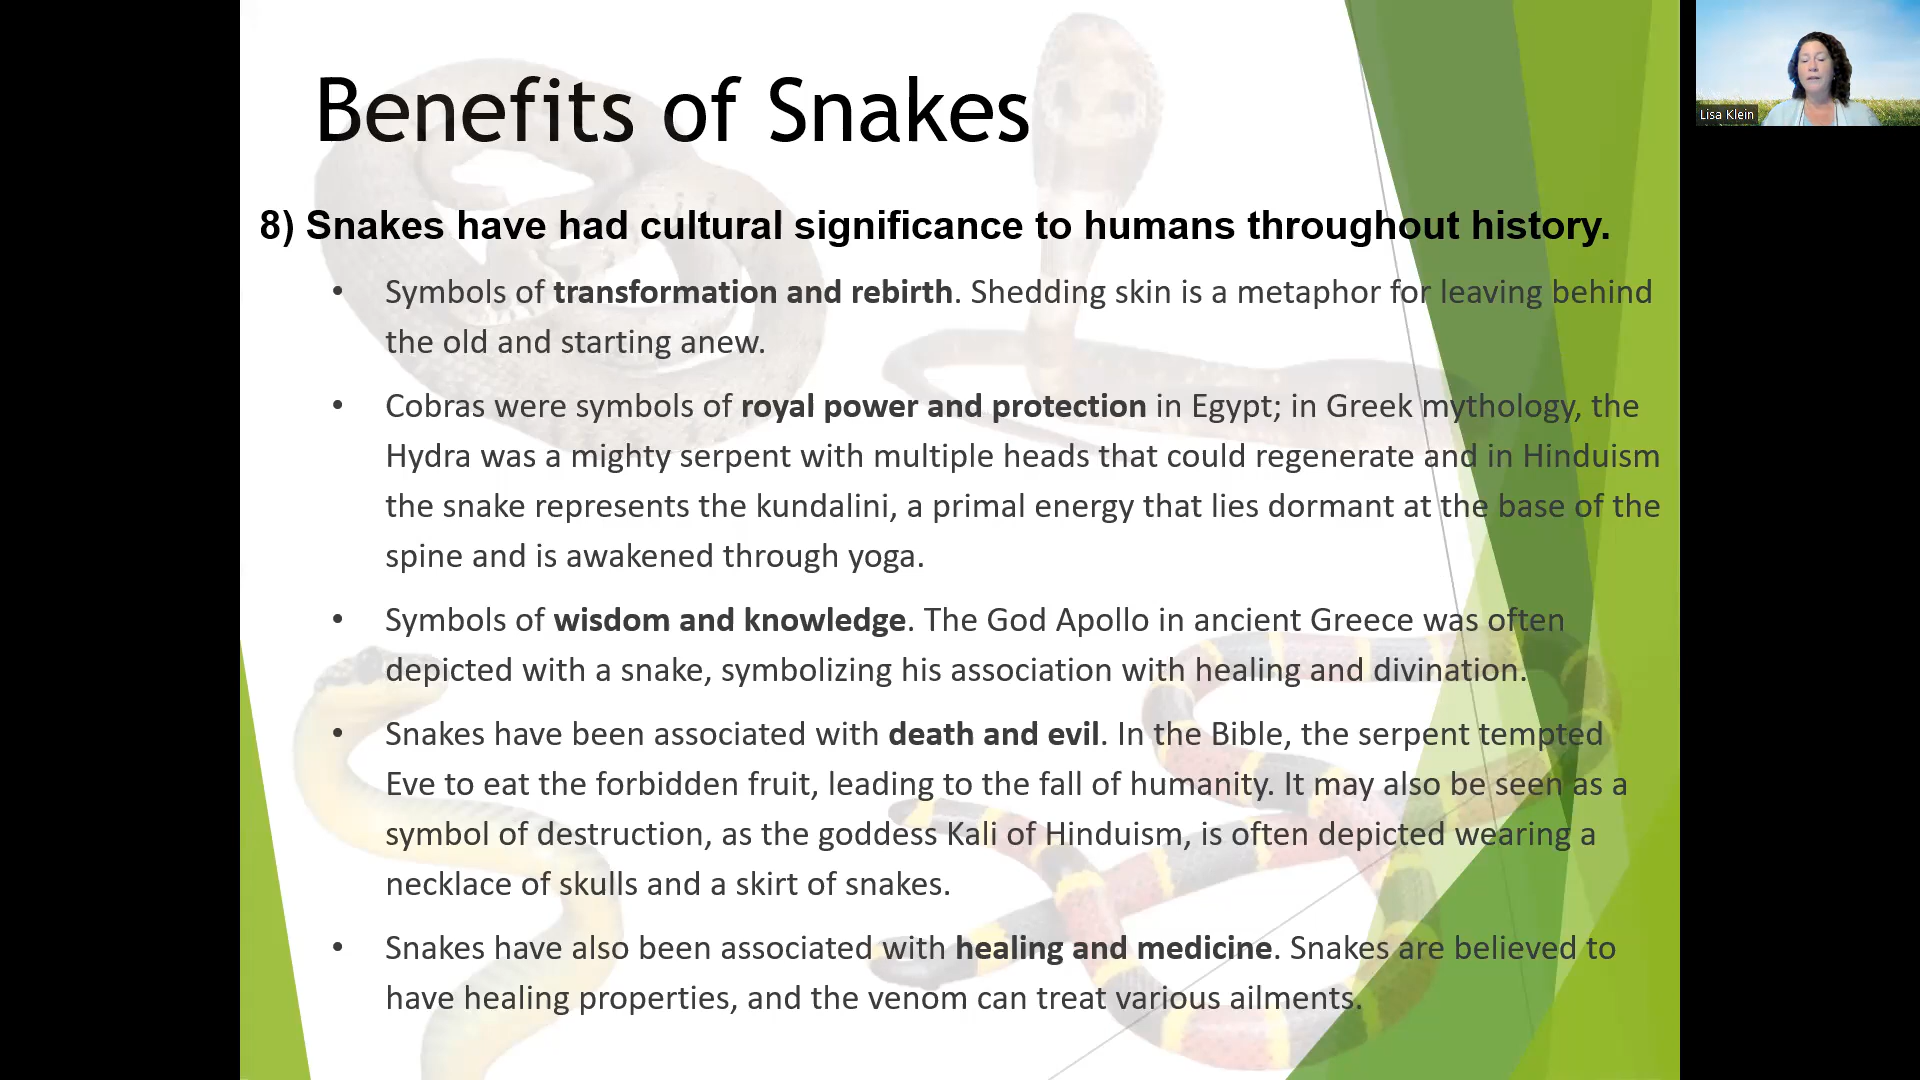 Benefits of Snakes
8) Snakes have had cultural significance to humans throughout history.
• Symbols of transformation and rebirth. Shedding skin is a metaphor for leaving behind
the old and starting anew.
• Cobras were symbols of royal power and protection in Egypt; in Greek mythology, the
Hydra was a mighty serpent with multiple heads that could regenerate and in Hinduism
the snake represents the kundalini, a primal energy that lies dormant at the base of the
spine and is awakened through yoga.
• Symbols of wisdom and knowledge. The God Apollo in ancient Greece was often
depicted with a snake, symbolizing his association with healing and divination.
• Snakes have been associated with death and evil. In the Bible, the serpent tempted
Eve to eat the forbidden fruit, leading to the fall of humanity. It may also be seen as a
symbol of destruction, as the goddess Kali of Hinduism, is often depicted wearing a
necklace of skulls and a skirt of snakes.
• Snakes have also been associated with healing and medicine. Snakes are believed to
have healing properties, and the venom can treat various ailments.
Lisa Klein